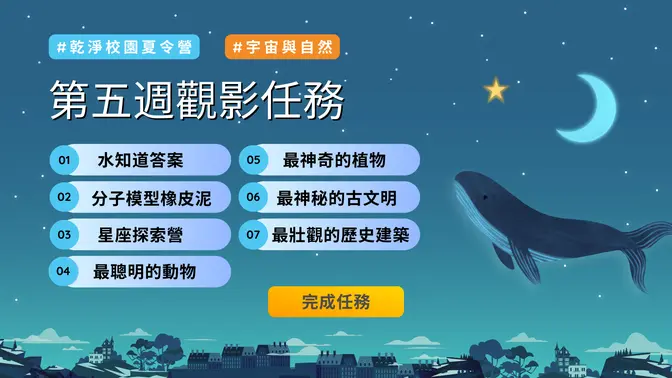 #乾淨校園夏令營
#宇宙與自然
第五週觀影任務
01 水知道答案
02 分子模型橡皮泥
03 星座探索營
04 最聰明的動物
05 最神奇的植物
06 最神秘的古文明
07 最壯觀的歷史建築
完成任務